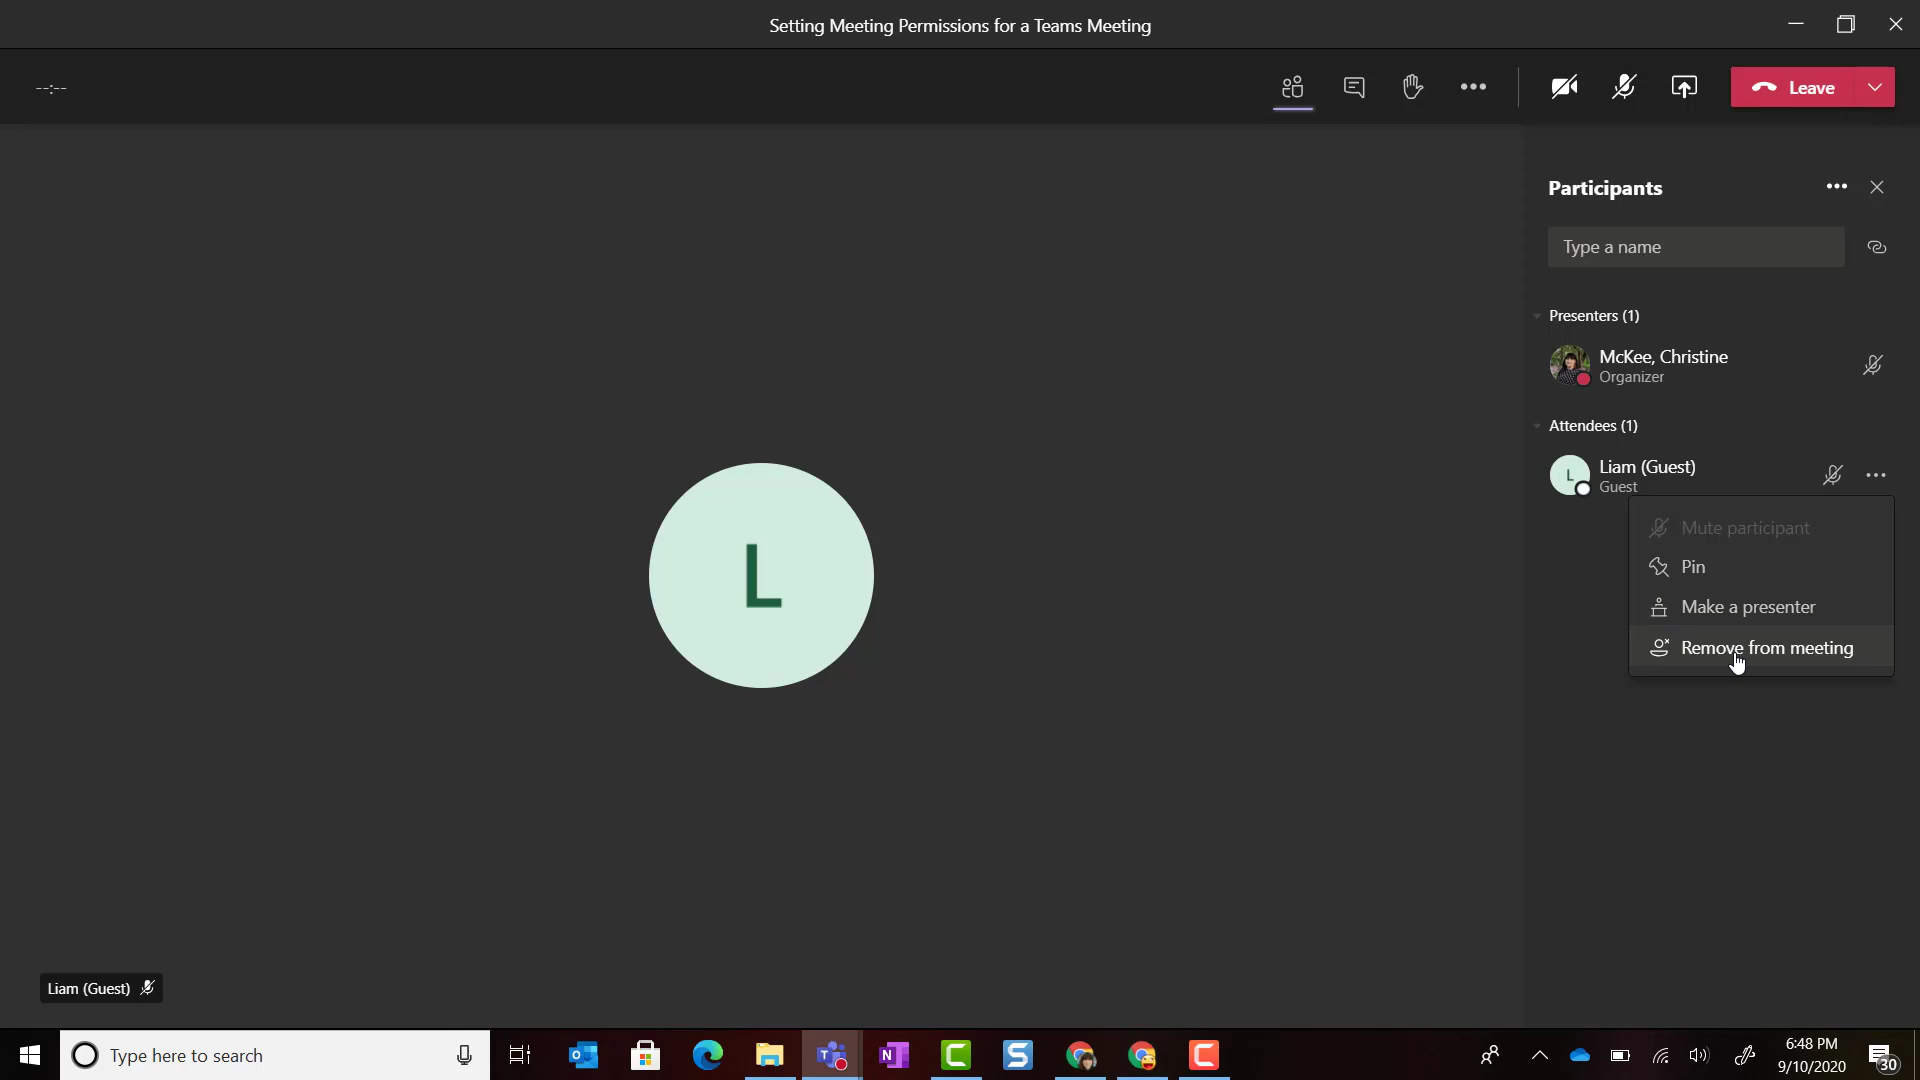 Setting Meeting Permissions for a Teams Meeting
--:--
Leave
Participants
Type a name
Presenters (1)
McKee, Christine
Organizer
Attendees (1)
L
Liam (Guest)
Guest
Mute participant
Pin
Make a presenter
Remove from meeting
L
Liam (Guest)
Type here to search
O
T
N
C
S
C
6:48 PM
9/10/2020
30